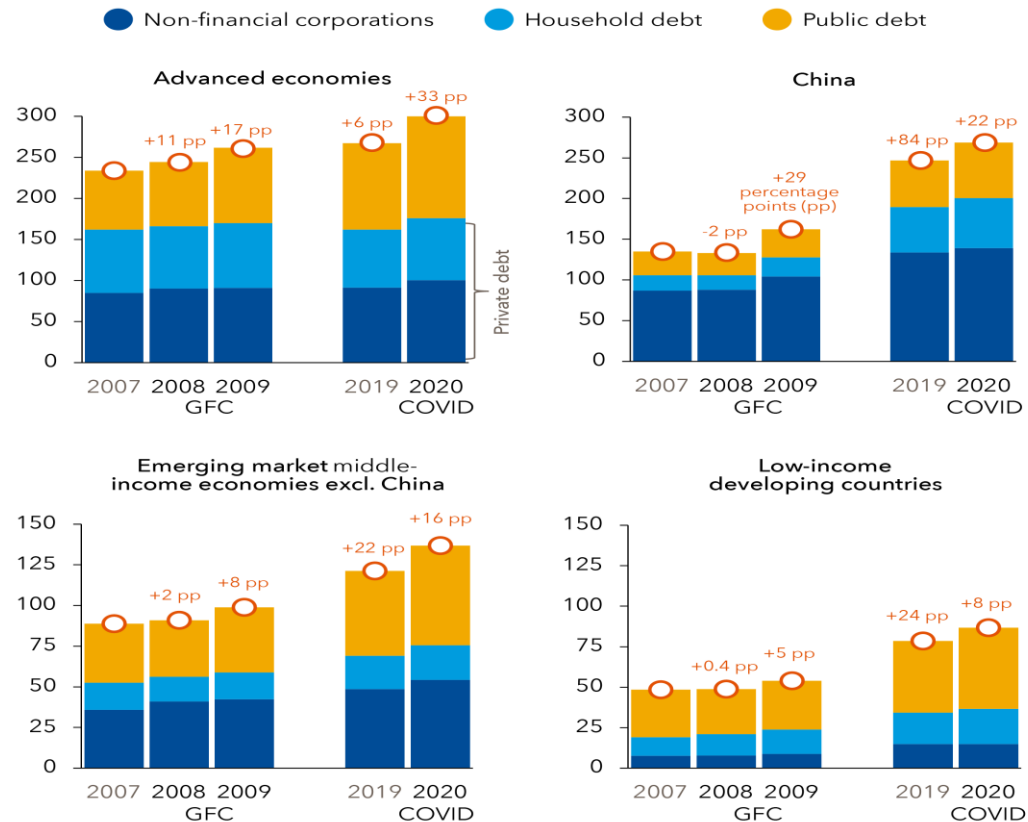 Non-financial corporations Household debt Public debt
Advanced economies
300
250
200
150
100
50
0
+11 pp
+17 pp
+6 pp
+33 pp
Private debt
2007 2008 2009 2019 2020
GFC COVID
China
300
250
200
150
100
50
0
-2 pp
+29
percentage
points (pp)
+84 pp
+22 pp
2007 2008 2009 2019 2020
GFC COVID
Emerging market middle-
income economies excl. China
150
125
100
75
50
25
0
+2 pp
+8 pp
+22 pp
+16 pp
2007 2008 2009 2019 2020
GFC COVID
Low-income
developing countries
150
125
100
75
50
25
0
+0.4 pp
+5 pp
+24 pp
+8 pp
2007 2008 2009 2019 2020
GFC COVID